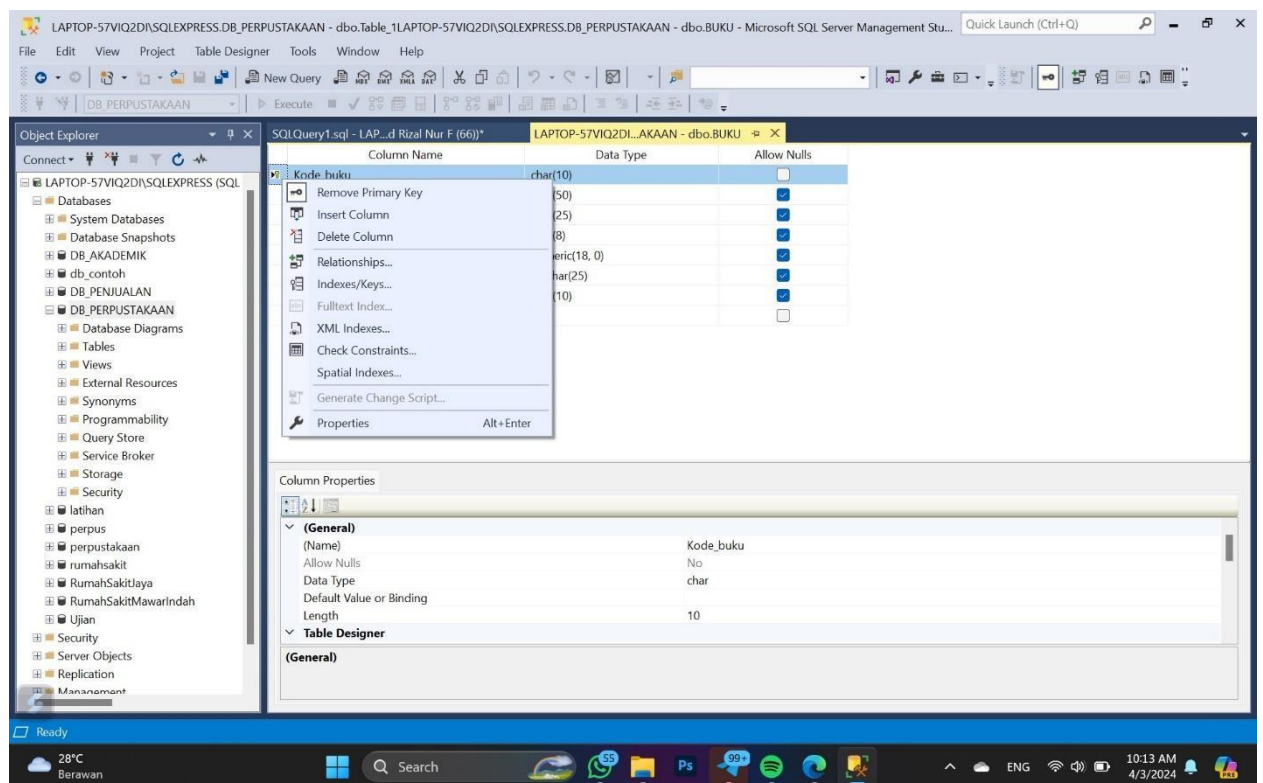 LAPTOP-57VIQ2DI\SQLEXPRESS.DB_PERPUSTAKAAN - dbo.Table_1LAPTOP-57VIQ2DI\SQLEXPRESS.DB_PERPUSTAKAAN - dbo.BUKU - Microsoft SQL Server Management Stu... Quick Launch (Ctrl+Q)
File Edit View Project Table Designer Tools Window Help
New Query MDX DMX XMLA DAX
DB_PERPUSTAKAAN Execute
Object Explorer
SQLQuery1.sql - LAP...d Rizal Nur F (66))* LAPTOP-57VIQ2DI...AKAAN - dbo.BUKU
Connect
Column Name Data Type Allow Nulls
Kode_buku char(10)
(50)
(25)
(8)
eric(18, 0)
har(25)
(10)
Remove Primary Key
Insert Column
Delete Column
Relationships...
Indexes/Keys...
Fulltext Index...
XML Indexes...
Check Constraints...
Spatial Indexes...
Generate Change Script...
Properties Alt+Enter
LAPTOP-57VIQ2DI\SQLEXPRESS (SQL
Databases
System Databases
Database Snapshots
DB_AKADEMIK
db_contoh
DB_PENJUALAN
DB_PERPUSTAKAAN
Database Diagrams
Tables
Views
External Resources
Synonyms
Programmability
Query Store
Service Broker
Storage
Security
latihan
perpus
perpustakaan
rumahsakit
RumahSakitJaya
RumahSakitMawarIndah
Ujian
Security
Server Objects
Replication
Management
Column Properties
(General)
(Name) Kode_buku
Allow Nulls No
Data Type char
Default Value or Binding
Length 10
Table Designer
(General)
Ready
28°C
Berawan
Search
55
Ps
99+
ENG
10:13 AM
4/3/2024
PRE